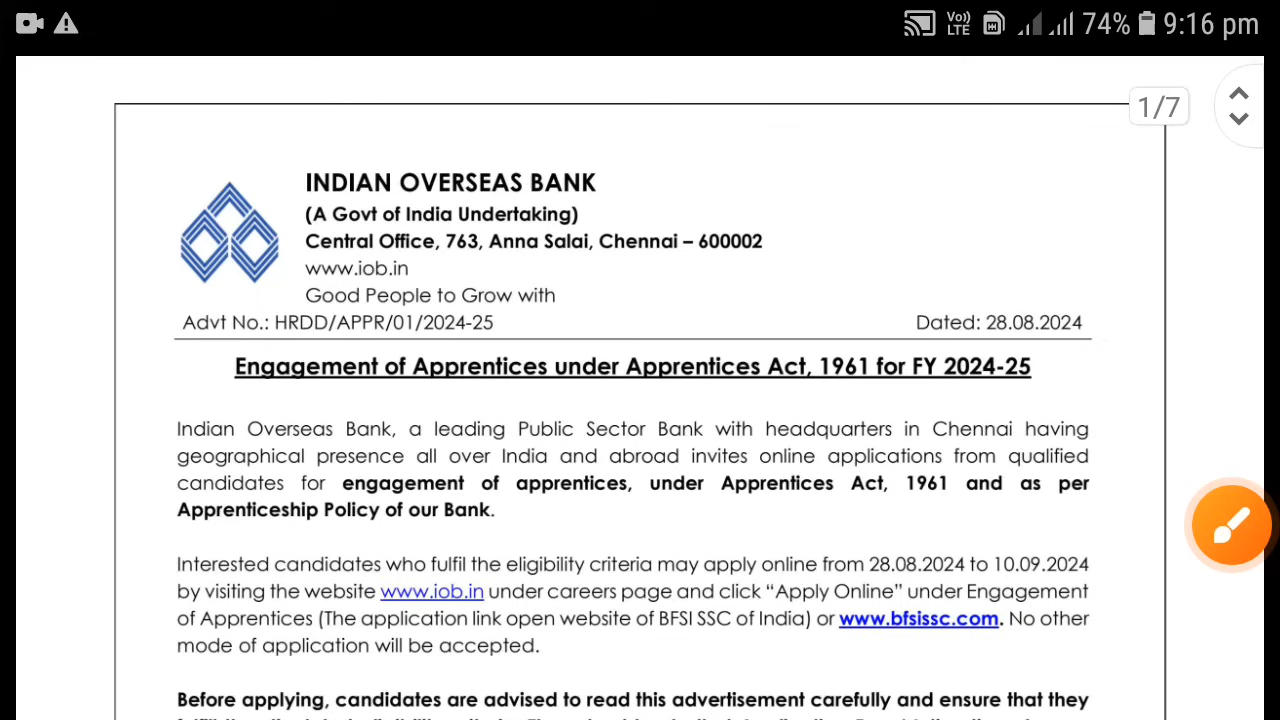 Vo)) LTE 74% 9:16 pm
1/7
INDIAN OVERSEAS BANK
(A Govt of India Undertaking)
Central Office, 763, Anna Salai, Chennai – 600002
www.iob.in
Good People to Grow with
Advt No.: HRDD/APPR/01/2024-25 Dated: 28.08.2024
Engagement of Apprentices under Apprentices Act, 1961 for FY 2024-25
Indian Overseas Bank, a leading Public Sector Bank with headquarters in Chennai having
geographical presence all over India and abroad invites online applications from qualified
candidates for engagement of apprentices, under Apprentices Act, 1961 and as per
Apprenticeship Policy of our Bank.
Interested candidates who fulfil the eligibility criteria may apply online from 28.08.2024 to 10.09.2024
by visiting the website www.iob.in under careers page and click “Apply Online” under Engagement
of Apprentices (The application link open website of BFSI SSC of India) or www.bfsissc.com. No other
mode of application will be accepted.
Before applying, candidates are advised to read this advertisement carefully and ensure that they